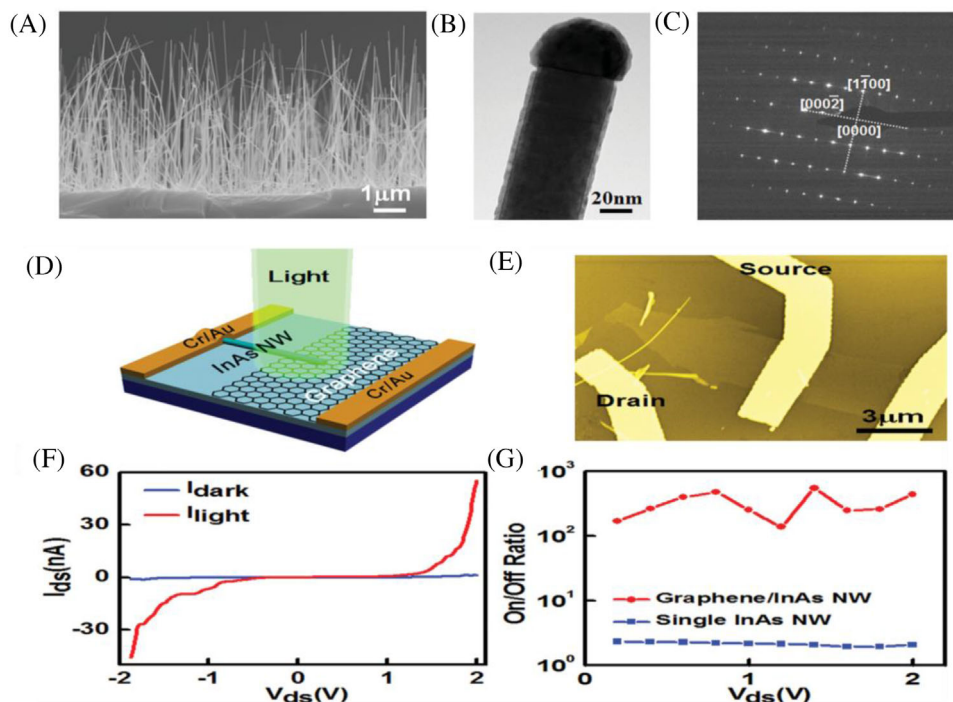 (A)
1μm
(B)
20nm
(C)
[11̅00]
[0002̅]
[0000]
(D)
Light
Cr/Au
InAs NW
Graphene
Cr/Au
(E)
Source
Drain
3μm
(F)
60
30
0
-30
-2 -1 0 1 2
Ids(nA)
Vds(V)
Idark
Ilight
(G)
10³
10²
10¹
10⁰
0 1 2
On/Off Ratio
Vds(V)
Graphene/InAs NW
Single InAs NW